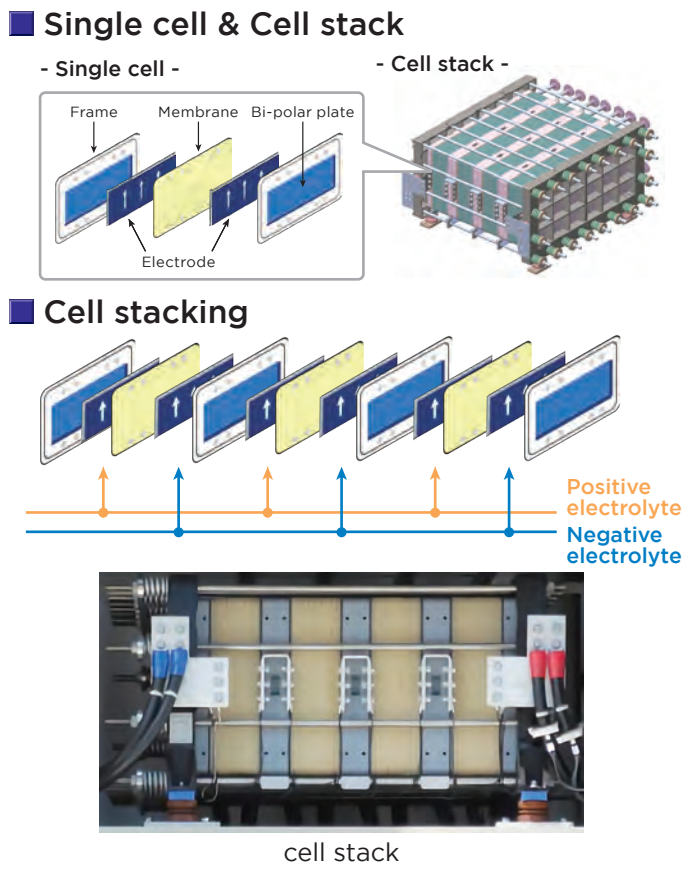 Single cell & Cell stack
- Single cell -
- Cell stack -
Frame
Membrane
Bi-polar plate
Electrode
Cell stacking
Positive
electrolyte
Negative
electrolyte
cell stack